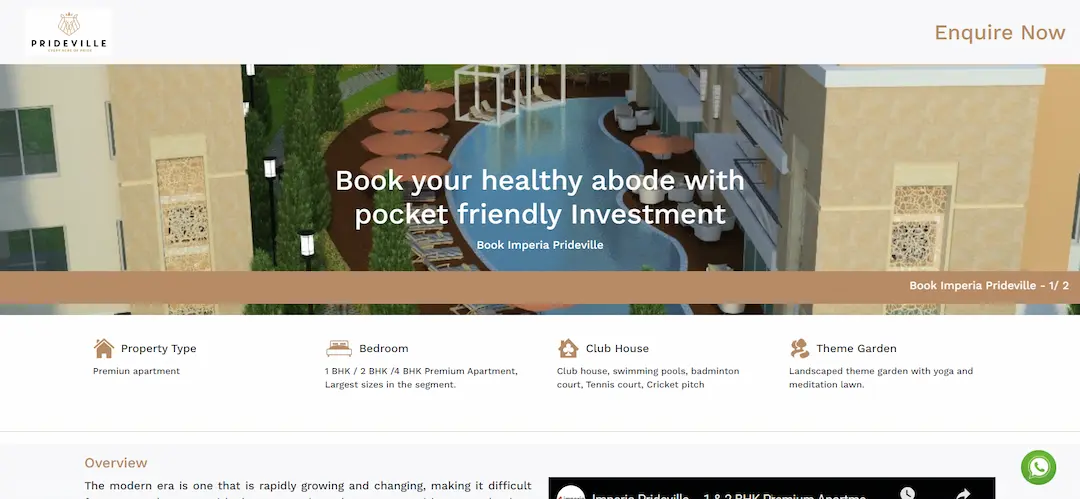 PRIDEVILLE
Enquire Now
Book your healthy abode with
pocket friendly Investment
Book Imperia Prideville
Book Imperia Prideville - 1/ 2
Property Type
Premiun apartment
Bedroom
1 BHK / 2 BHK /4 BHK Premium Apartment,
Largest sizes in the segment.
Club House
Club house, swimming pools, badminton
court, Tennis court, Cricket pitch
Theme Garden
Landscaped theme garden with yoga and
meditation lawn.
Overview
The modern era is one that is rapidly growing and changing, making it difficult
Imperia Prideville - 1 & 2 BHK Premium Apartme...